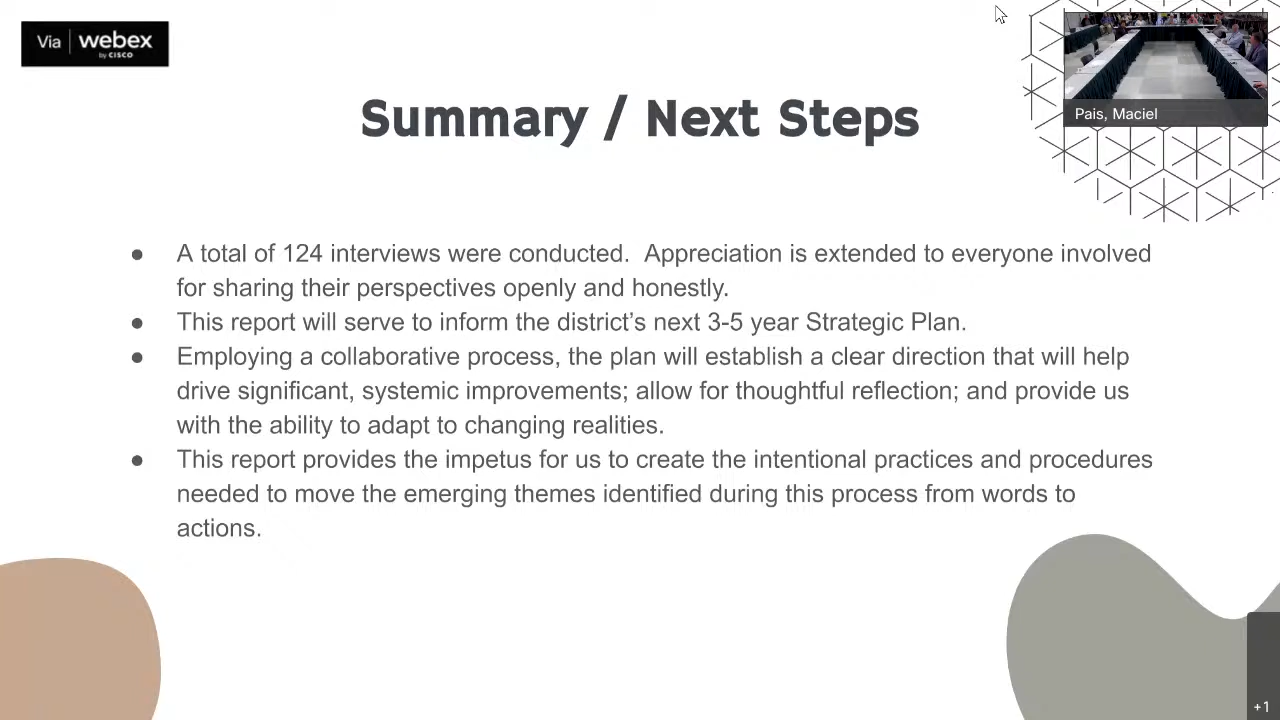 Via webex
by CISCO
Pais, Maciel
Summary / Next Steps
● A total of 124 interviews were conducted.  Appreciation is extended to everyone involved
for sharing their perspectives openly and honestly.
● This report will serve to inform the district’s next 3-5 year Strategic Plan.
● Employing a collaborative process, the plan will establish a clear direction that will help
drive significant, systemic improvements; allow for thoughtful reflection; and provide us
with the ability to adapt to changing realities.
● This report provides the impetus for us to create the intentional practices and procedures
needed to move the emerging themes identified during this process from words to
actions.
+1